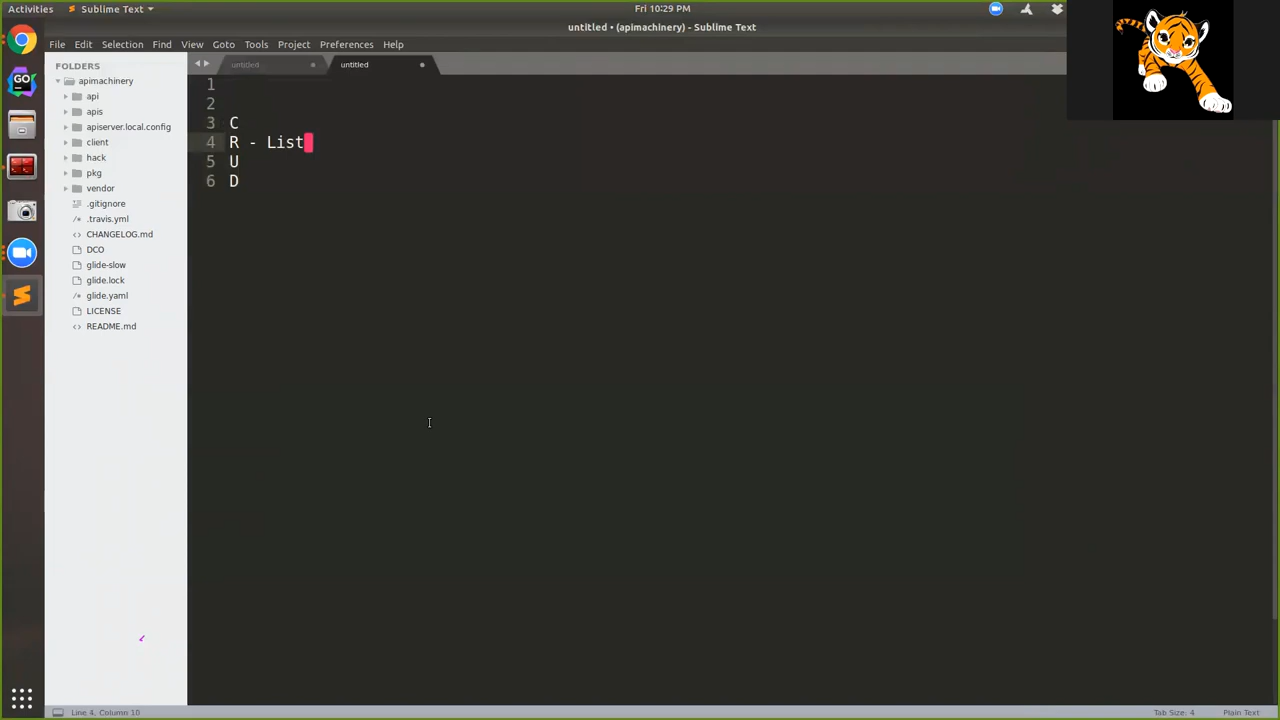 Activities
Sublime Text
Fri 10:29 PM
untitled • (apimachinery) - Sublime Text
File Edit Selection Find View Goto Tools Project Preferences Help
FOLDERS
apimachinery
api
apis
apiserver.local.config
client
hack
pkg
vendor
.gitignore
.travis.yml
CHANGELOG.md
DCO
glide-slow
glide.lock
glide.yaml
LICENSE
README.md
untitled
untitled
1
2
3 C
4 R - List
5 U
6 D
GO
Line 4, Column 10
Tab Size: 4
Plain Text